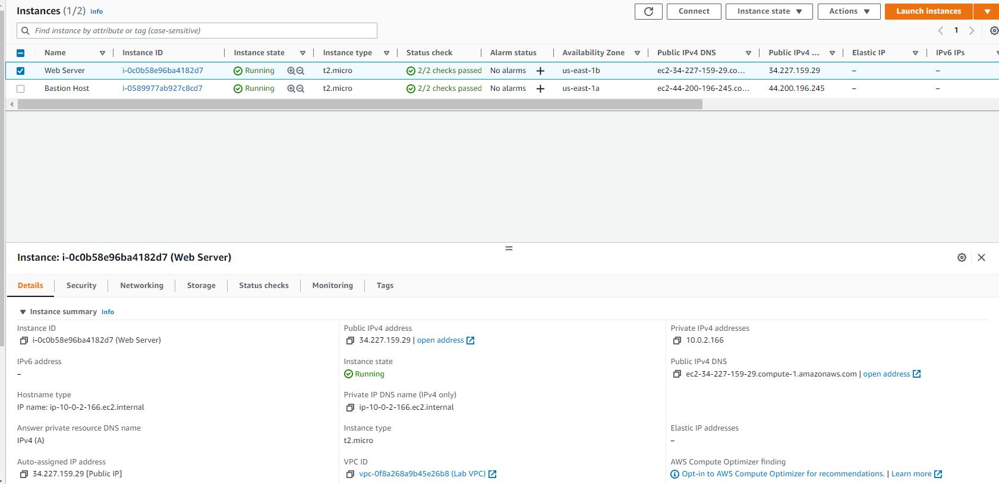 Instances (1/2) Info
Connect
Instance state
Actions
Launch instances
Find instance by attribute or tag (case-sensitive)
1
Name Instance ID Instance state Instance type Status check Alarm status Availability Zone Public IPv4 DNS Public IPv4 ... Elastic IP IPv6 IPs
Web Server i-0c0b58e96ba4182d7 Running t2.micro 2/2 checks passed No alarms + us-east-1b ec2-34-227-159-29.co... 34.227.159.29 – –
Bastion Host i-0589977ab927c8cd7 Running t2.micro 2/2 checks passed No alarms + us-east-1a ec2-44-200-196-245.co... 44.200.196.245 – –
Instance: i-0c0b58e96ba4182d7 (Web Server)
Details Security Networking Storage Status checks Monitoring Tags
Instance summary Info
Instance ID
i-0c0b58e96ba4182d7 (Web Server)
Public IPv4 address
34.227.159.29 | open address
Private IPv4 addresses
10.0.2.166
IPv6 address
–
Instance state
Running
Public IPv4 DNS
ec2-34-227-159-29.compute-1.amazonaws.com | open address
Hostname type
IP name: ip-10-0-2-166.ec2.internal
Private IP DNS name (IPv4 only)
ip-10-0-2-166.ec2.internal
Answer private resource DNS name
IPv4 (A)
Instance type
t2.micro
Elastic IP addresses
–
Auto-assigned IP address
34.227.159.29 [Public IP]
VPC ID
vpc-0f8a268a9b45e26b8 (Lab VPC)
AWS Compute Optimizer finding
Opt-in to AWS Compute Optimizer for recommendations. | Learn more